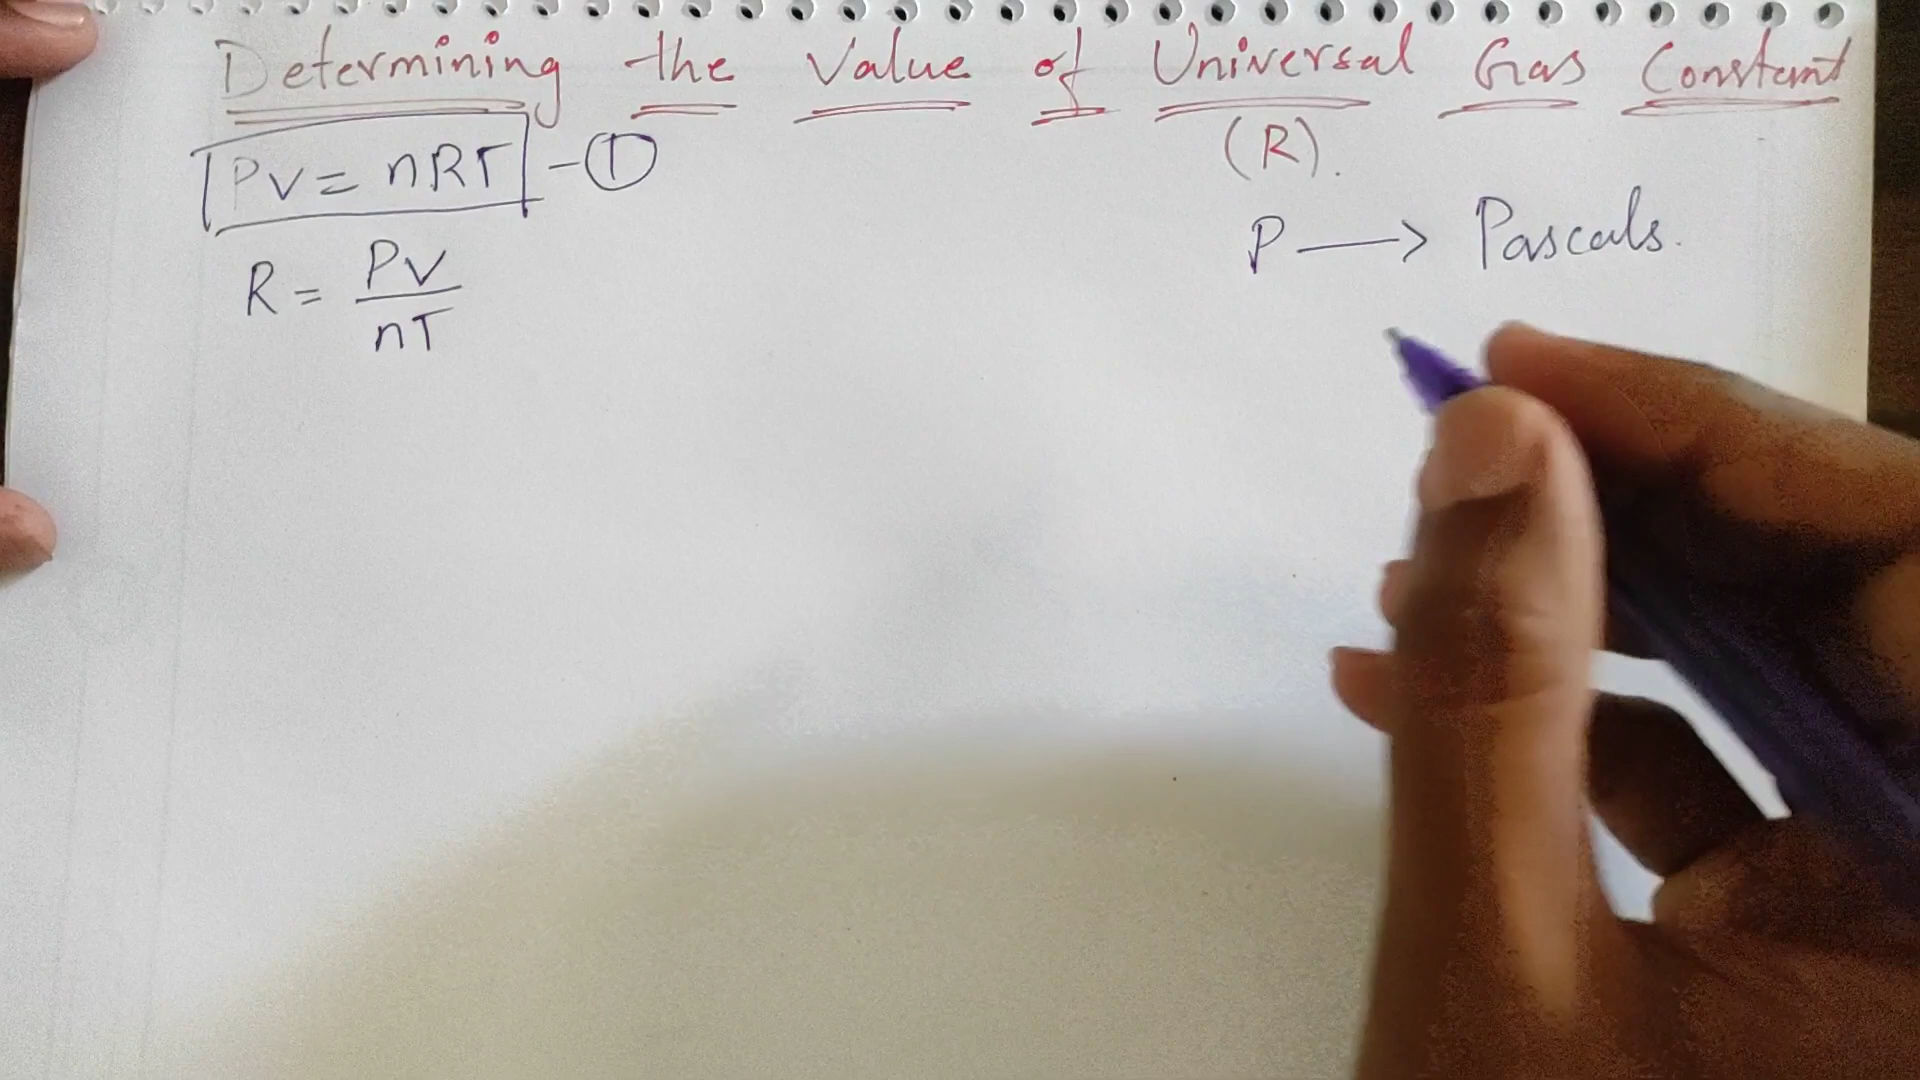 Determining the Value of Universal Gas Constant
(R).
PV = nRT - ①
P → Pascals.
R = PV / nT